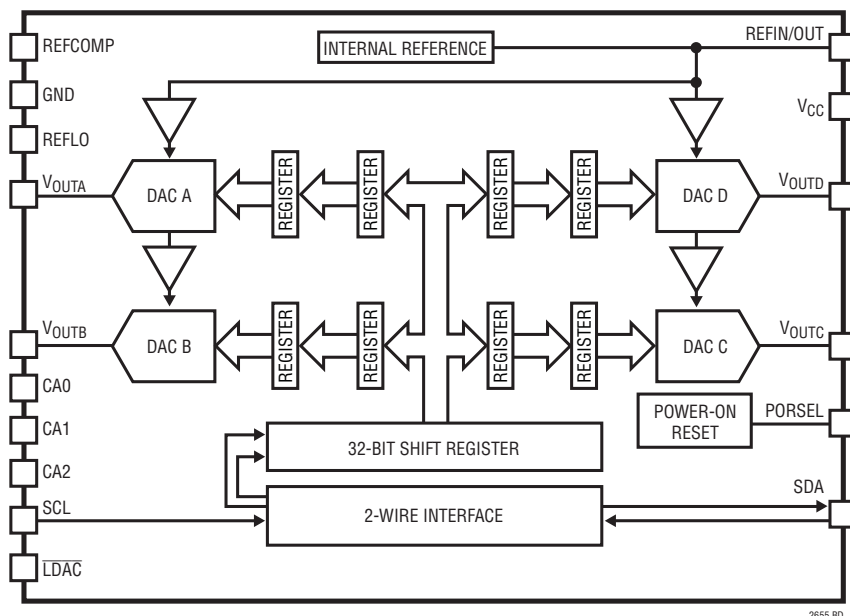 REFCOMP
INTERNAL REFERENCE
REFIN/OUT
GND
VCC
REFLO
VOUTA
DAC A
REGISTER
REGISTER
REGISTER
REGISTER
DAC D
VOUTD
VOUTB
DAC B
REGISTER
REGISTER
REGISTER
REGISTER
DAC C
VOUTC
CA0
CA1
CA2
POWER-ON
RESET
PORSEL
32-BIT SHIFT REGISTER
SCL
2-WIRE INTERFACE
SDA
LDAC
2655 BD